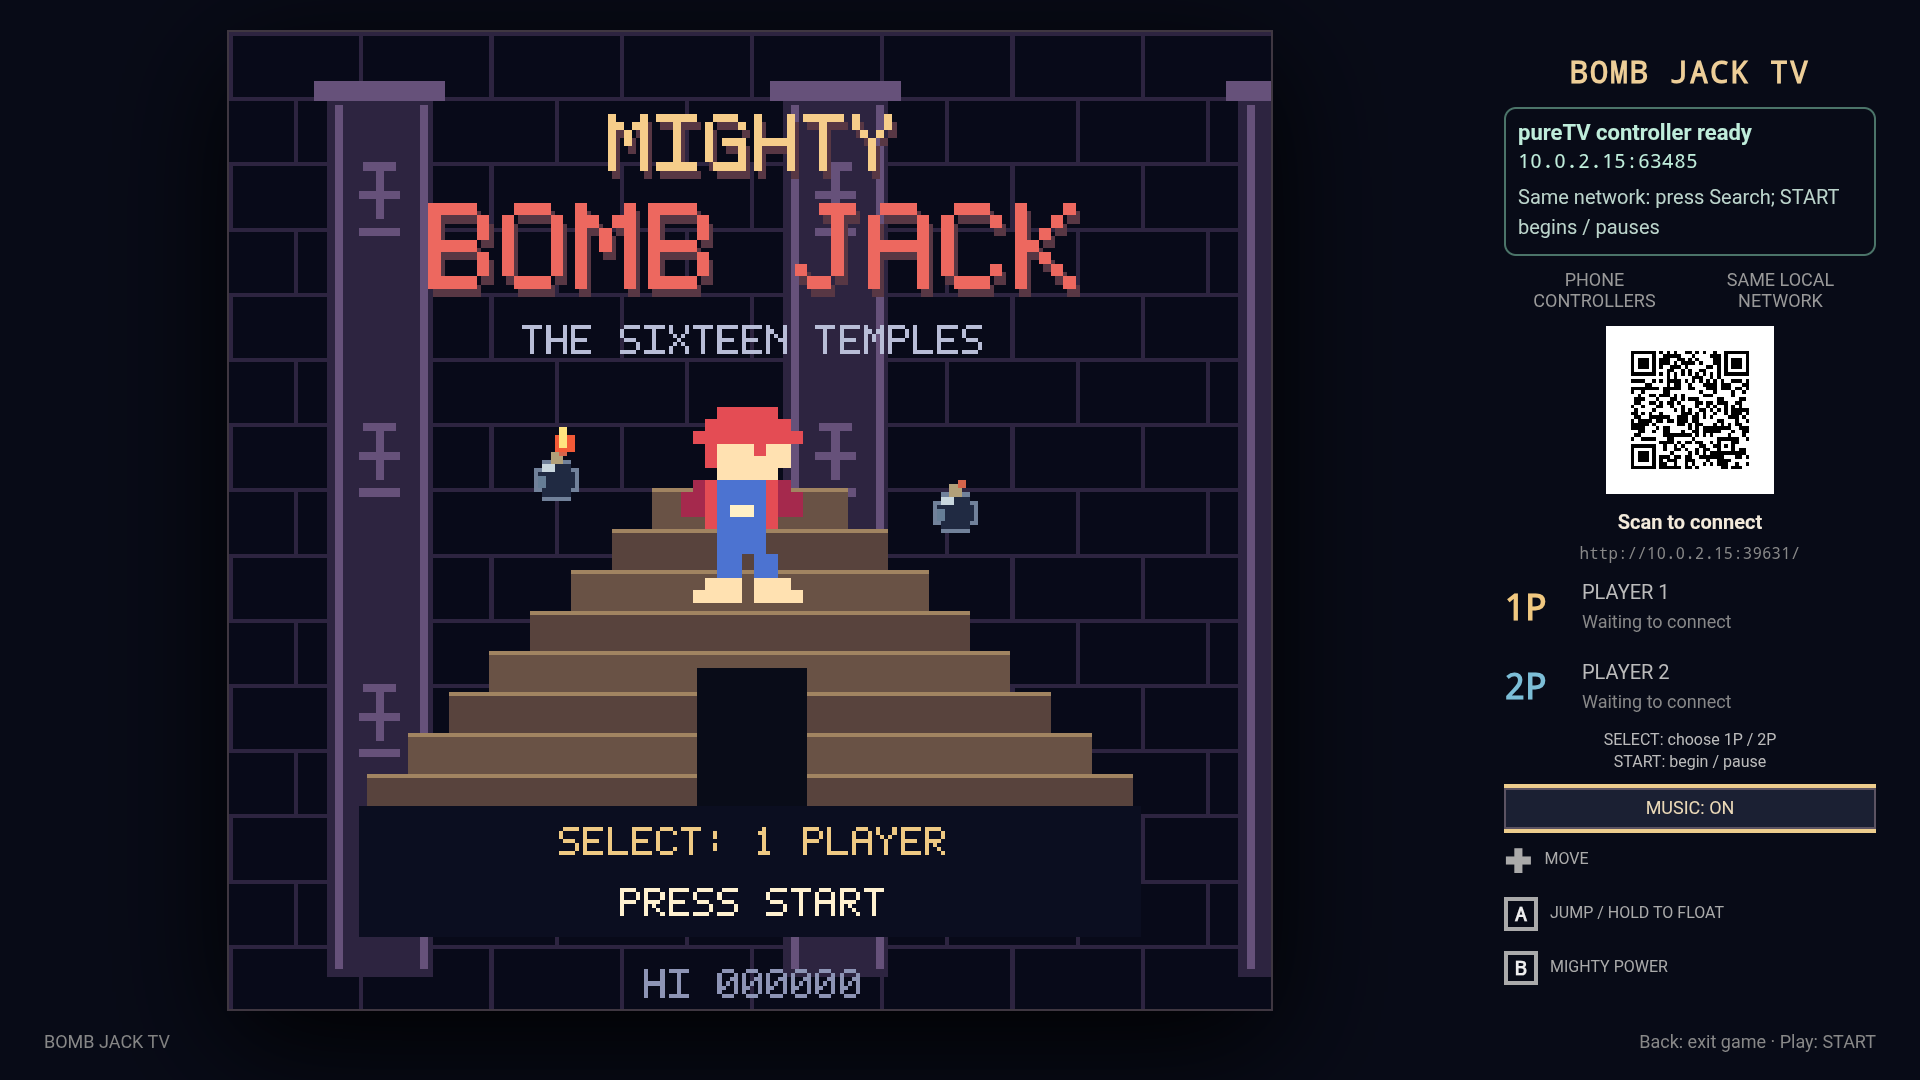 MIGHTY
BOMB JACK
THE SIXTEEN TEMPLES
SELECT: 1 PLAYER
PRESS START
HI 000000
BOMB JACK TV
BOMB JACK TV
pureTV controller ready
10.0.2.15:63485
Same network: press Search; START
begins / pauses
PHONE
CONTROLLERS
SAME LOCAL
NETWORK
Scan to connect
http://10.0.2.15:39631/
1P
PLAYER 1
Waiting to connect
2P
PLAYER 2
Waiting to connect
SELECT: choose 1P / 2P
START: begin / pause
MUSIC: ON
MOVE
A JUMP / HOLD TO FLOAT
B MIGHTY POWER
Back: exit game · Play: START